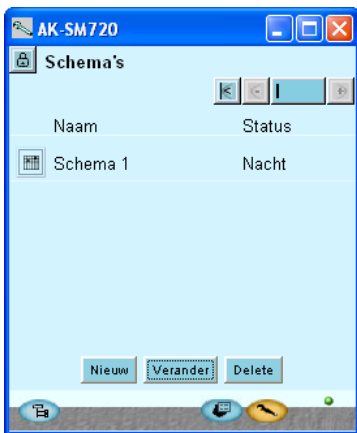 AK-SM720
Schema's
Naam Status
Schema 1 Nacht
Nieuw Verander Delete